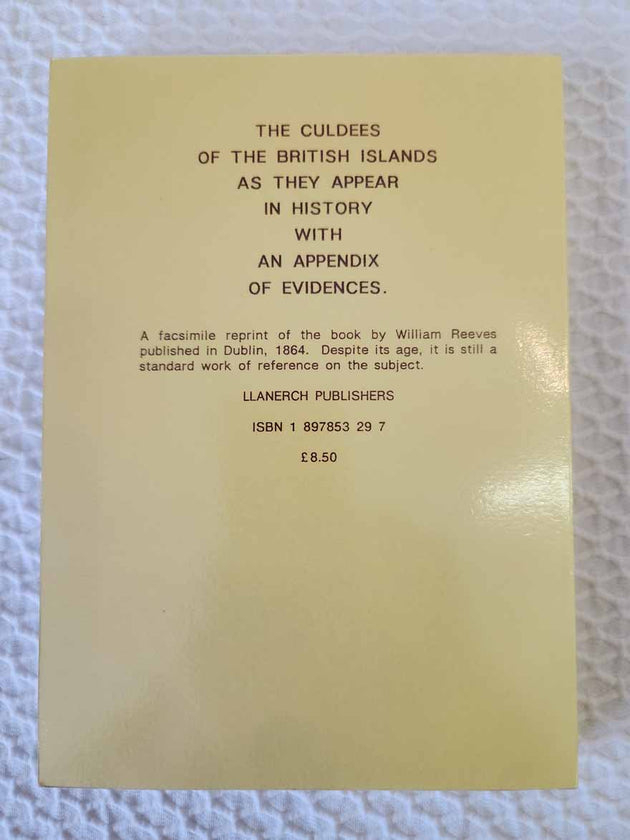 THE CULDEES
OF THE BRITISH ISLANDS
AS THEY APPEAR
IN HISTORY
WITH
AN APPENDIX
OF EVIDENCES.
A facsimile reprint of the book by William Reeves
published in Dublin, 1864. Despite its age, it is still a
standard work of reference on the subject.
LLANERCH PUBLISHERS
ISBN 1 897853 29 7
£8.50